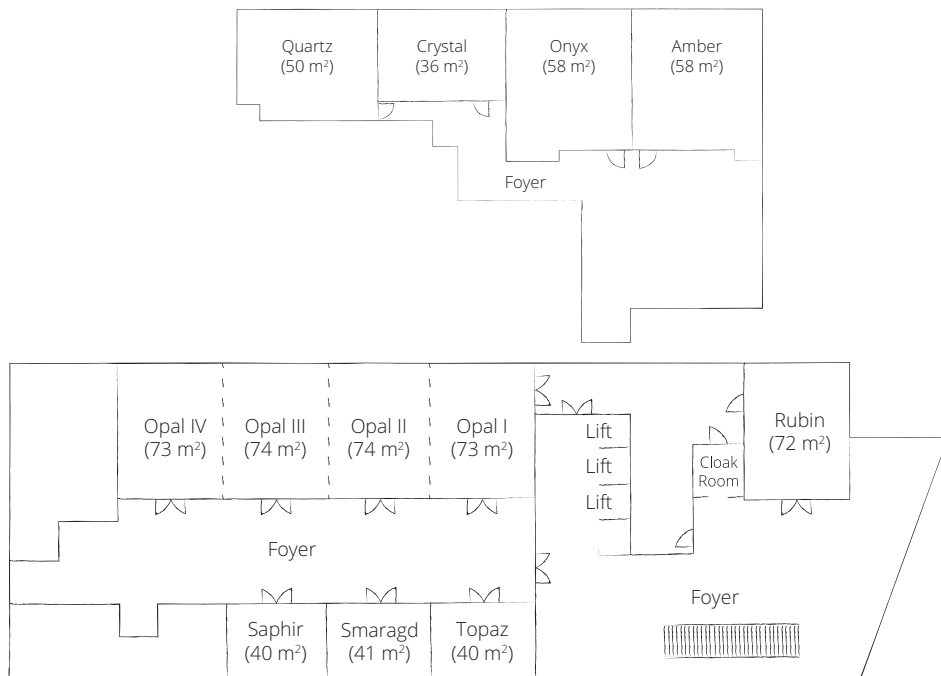 Quartz
(50 m²)
Crystal
(36 m²)
Onyx
(58 m²)
Amber
(58 m²)
Foyer
Opal IV
(73 m²)
Opal III
(74 m²)
Opal II
(74 m²)
Opal I
(73 m²)
Lift
Lift
Lift
Cloak
Room
Rubin
(72 m²)
Foyer
Foyer
Saphir
(40 m²)
Smaragd
(41 m²)
Topaz
(40 m²)